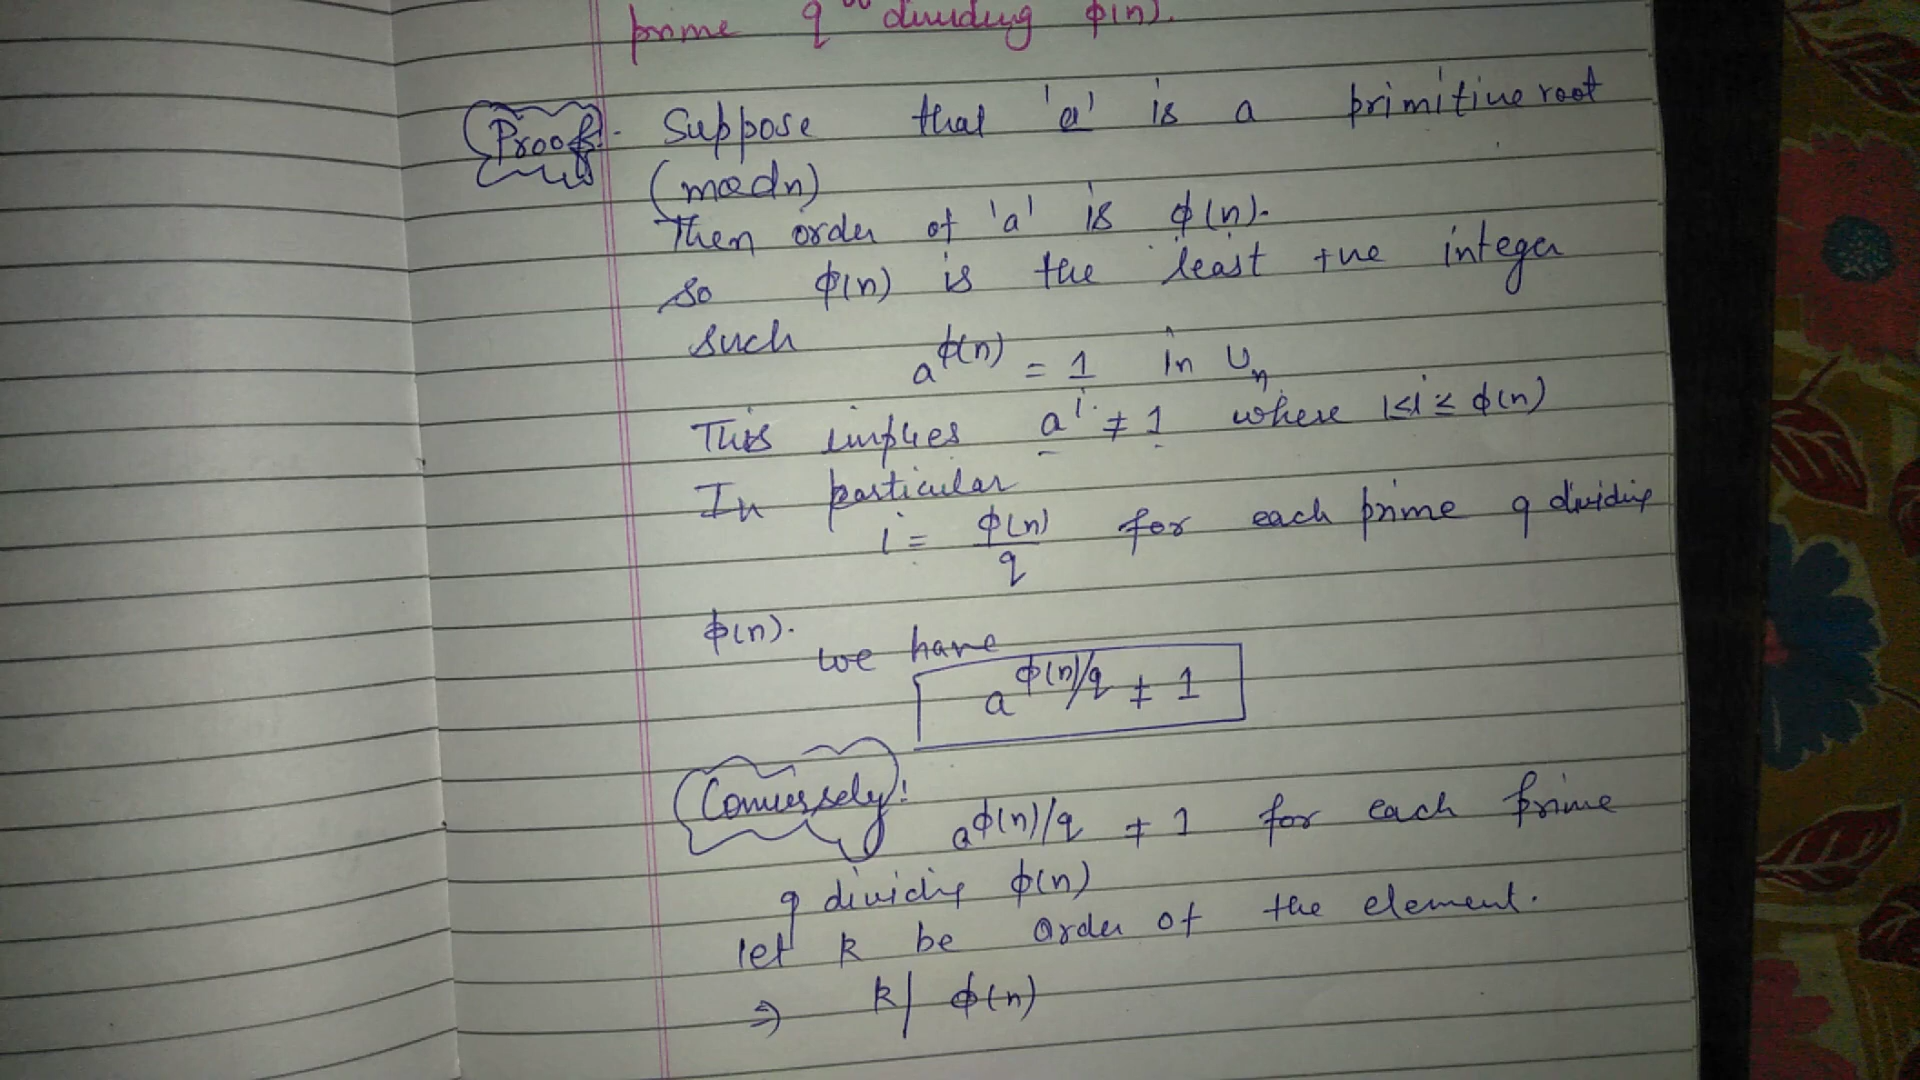 prime q dividing ϕ(n).
Proof:- Suppose that 'a' is a primitive root
(modn)
Then order of 'a' is ϕ(n).
so ϕ(n) is the least +ve integer
such
a^ϕ(n) = 1 in U_n
This implies a^i ≠ 1 where 1≤i≤ ϕ(n)
In particular
i = ϕ(n)/q for each prime q dividing
ϕ(n).
we have
a^ϕ(n)/q ≠ 1
Conversely:
a^ϕ(n)/q ≠ 1 for each prime
q dividing ϕ(n)
let k be order of the element.
⇒ k| ϕ(n)